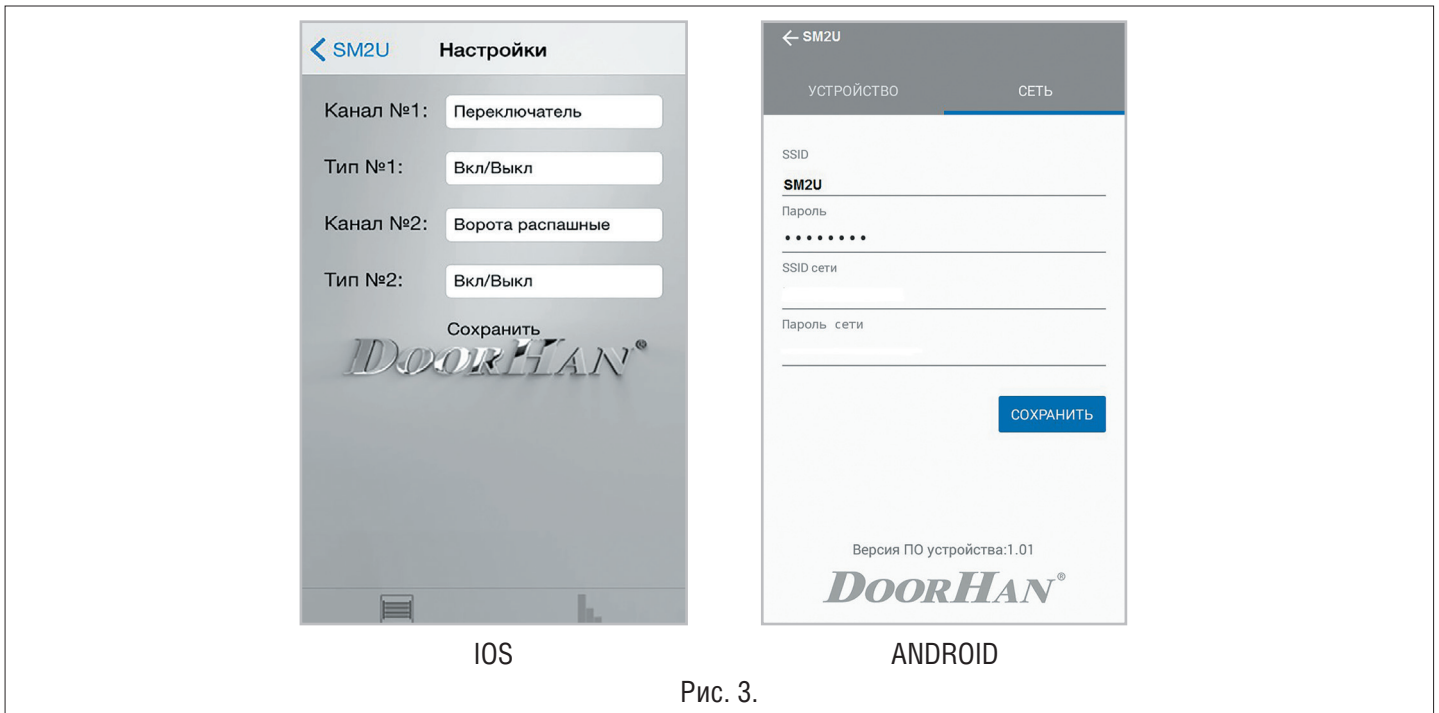 SM2U Настройки
Канал №1: Переключатель
Тип №1: Вкл/Выкл
Канал №2: Ворота распашные
Тип №2: Вкл/Выкл
Сохранить
DOORHAN®
IOS
← SM2U
УСТРОЙСТВО СЕТЬ
SSID
SM2U
Пароль
••••••••
SSID сети
Пароль сети
СОХРАНИТЬ
Версия ПО устройства:1.01
DOORHAN®
ANDROID
Рис. 3.